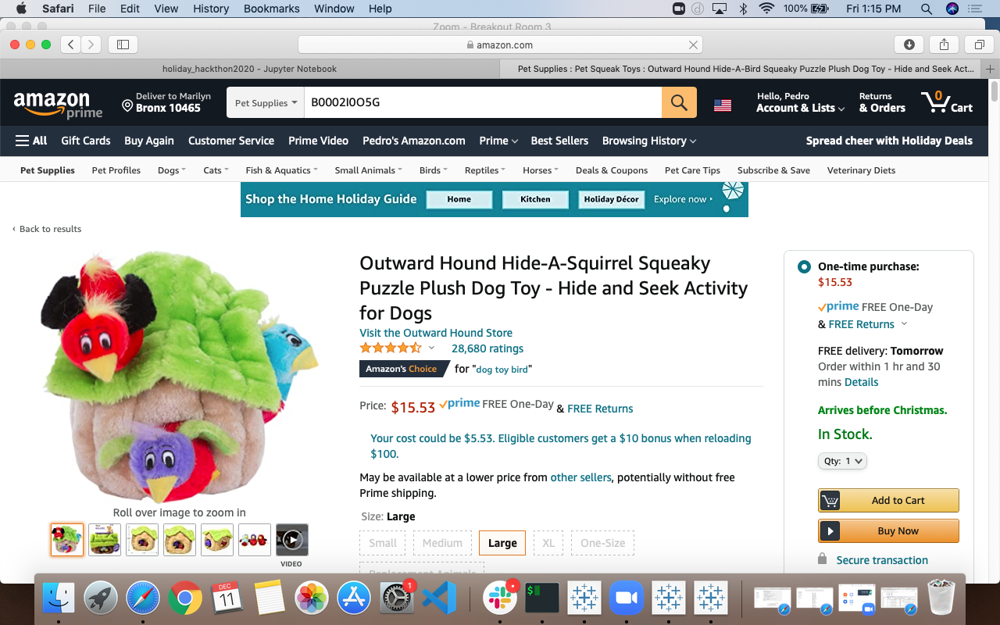 Safari File Edit View History Bookmarks Window Help 100% Fri 1:15 PM
Zoom - Breakout Room 3
amazon.com
holiday_hackthon2020 - Jupyter Notebook
Pet Supplies : Pet Squeak Toys : Outward Hound Hide-A-Bird Squeaky Puzzle Plush Dog Toy - Hide and Seek Act...
amazon prime
Deliver to Marilyn
Bronx 10465
Pet Supplies
B0002I0O5G
Hello, Pedro
Account & Lists
Returns
& Orders
0
Cart
All Gift Cards Buy Again Customer Service Prime Video Pedro's Amazon.com Prime Best Sellers Browsing History Spread cheer with Holiday Deals
Pet Supplies Pet Profiles Dogs Cats Fish & Aquatics Small Animals Birds Reptiles Horses Deals & Coupons Pet Care Tips Subscribe & Save Veterinary Diets
Shop the Home Holiday Guide Home Kitchen Holiday Décor Explore now
‹ Back to results
Roll over image to zoom in
VIDEO
Outward Hound Hide-A-Squirrel Squeaky
Puzzle Plush Dog Toy - Hide and Seek Activity
for Dogs
Visit the Outward Hound Store
28,680 ratings
Amazon's Choice for "dog toy bird"
Price: $15.53 prime FREE One-Day & FREE Returns
Your cost could be $5.53. Eligible customers get a $10 bonus when reloading
$100.
May be available at a lower price from other sellers, potentially without free
Prime shipping.
Size: Large
Small Medium Large XL One-Size
Replacement Animals
One-time purchase:
$15.53
prime FREE One-Day
& FREE Returns
FREE delivery: Tomorrow
Order within 1 hr and 30
mins Details
Arrives before Christmas.
In Stock.
Qty: 1
Add to Cart
Buy Now
Secure transaction
DEC
11
1
$